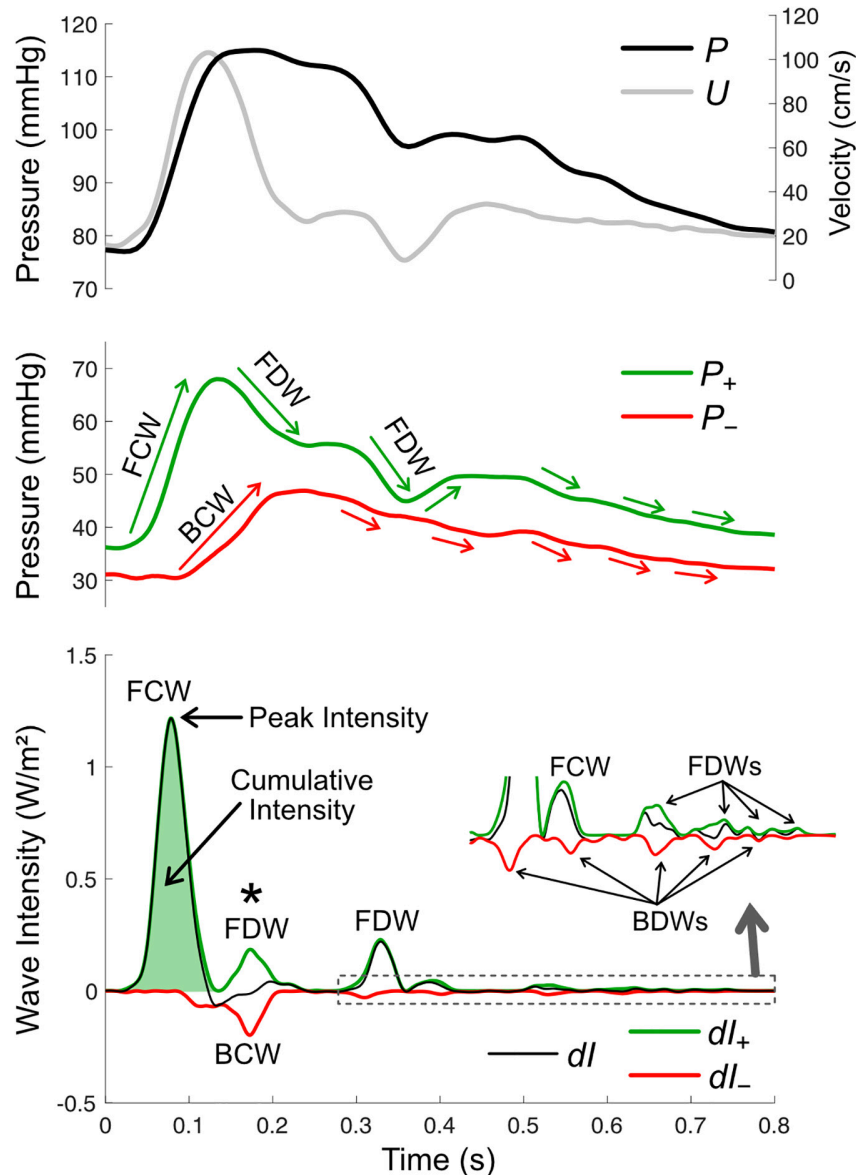 120
110
100
90
80
70
Pressure (mmHg)
P
U
120
100
80
60
40
20
0
Velocity (cm/s)
70
60
50
40
30
Pressure (mmHg)
FCW
FDW
FDW
BCW
P+
P−
1.5
1
0.5
0
-0.5
Wave Intensity (W/m²)
FCW
Peak Intensity
Cumulative
Intensity
*
FDW
BCW
FDW
FCW
FDWs
BDWs
dI
dI+
dI−
0 0.1 0.2 0.3 0.4 0.5 0.6 0.7 0.8
Time (s)